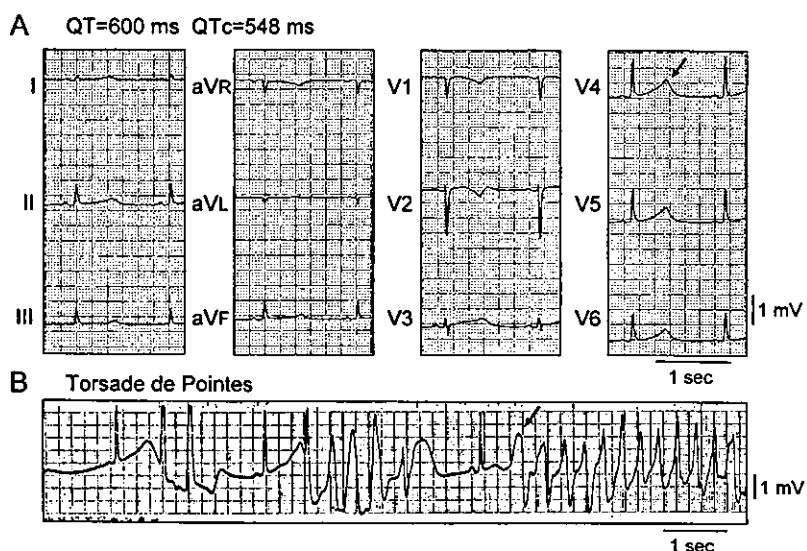 A QT=600 ms QTc=548 ms
I aVR V1 V4
II aVL V2 V5
III aVF V3 V6
1 mV
1 sec
B Torsade de Pointes
1 mV
1 sec